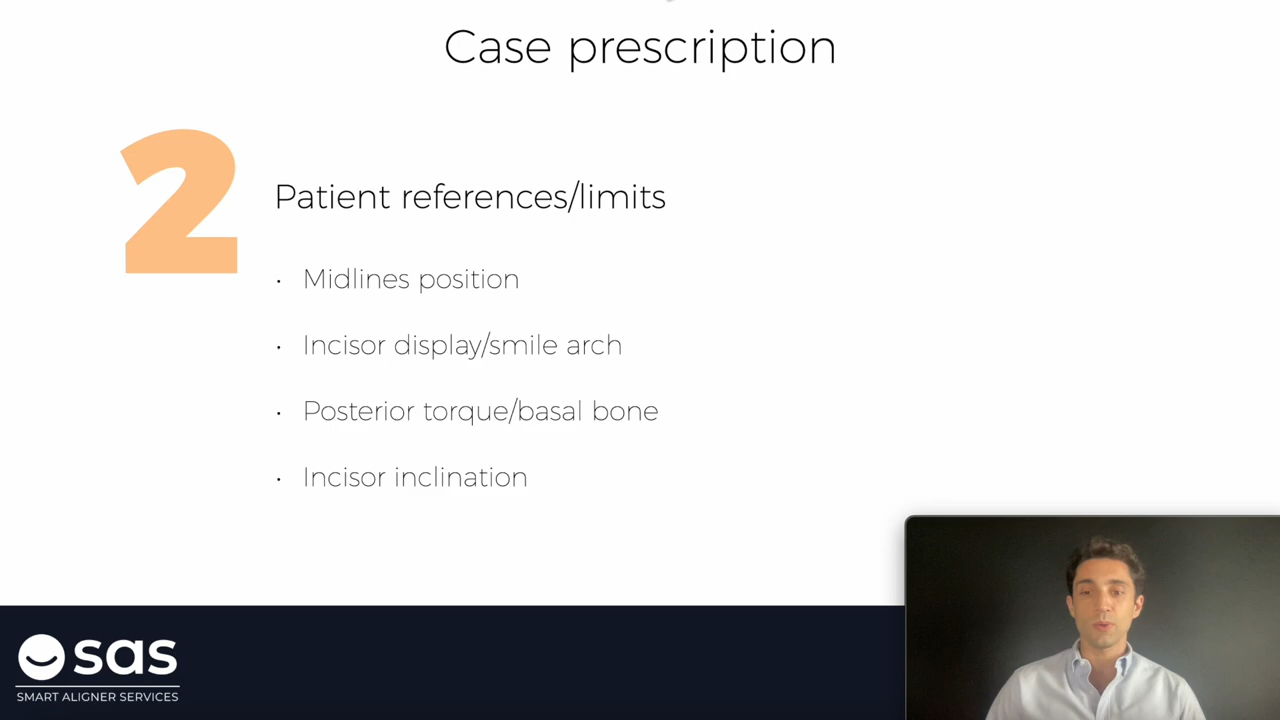 Case prescription
2
Patient references/limits
• Midlines position
• Incisor display/smile arch
• Posterior torque/basal bone
• Incisor inclination
sas
SMART ALIGNER SERVICES